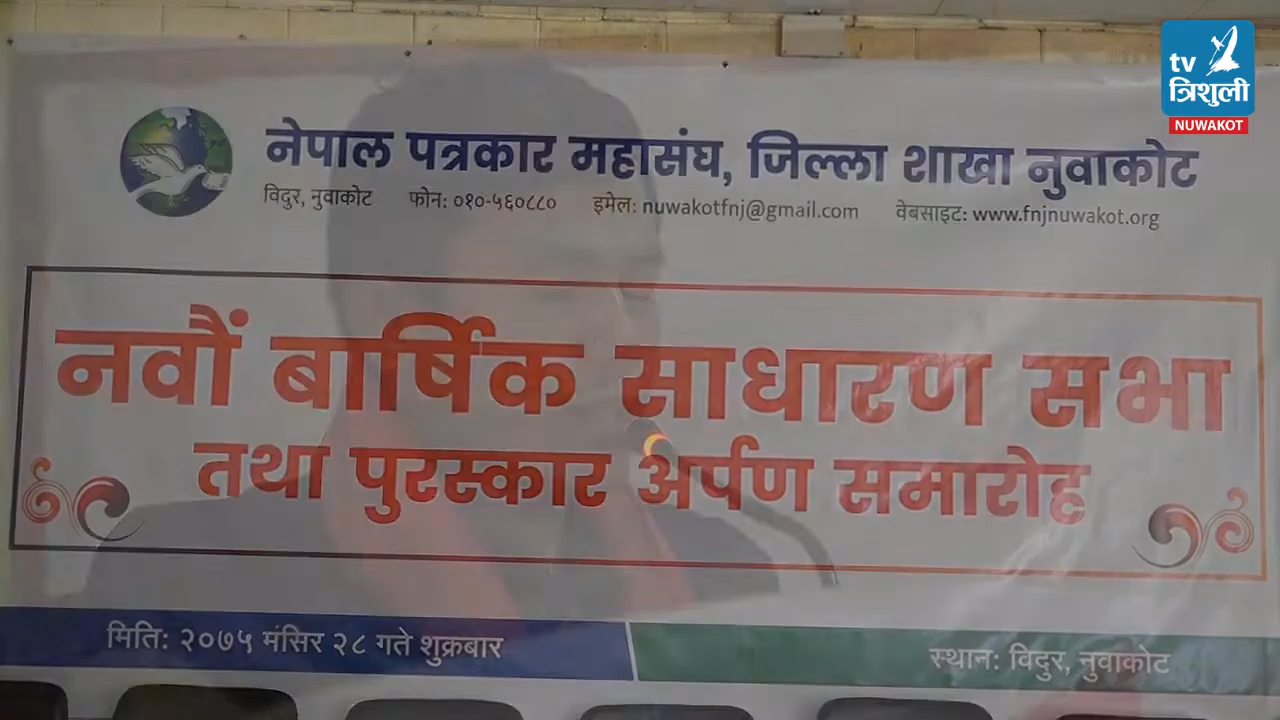 tv
त्रिशुली
NUWAKOT
नेपाल पत्रकार महासंघ, जिल्ला शाखा नुवाकोट
विदुर, नुवाकोट फोन: ०१०-५६०८८० इमेल: nuwakotfnj@gmail.com वेबसाइट: www.fnjnuwakot.org
नवौं बार्षिक साधारण सभा
तथा पुरस्कार अर्पण समारोह
मिति: २०७५ मंसिर २८ गते शुक्रबार
स्थान: विदुर, नुवाकोट